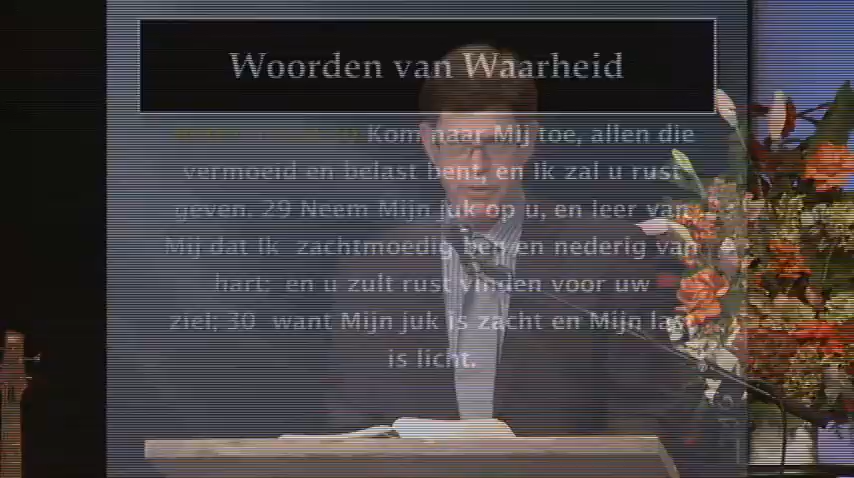 Woorden van Waarheid
Kom naar Mij toe, allen die
vermoeid en belast bent, en Ik zal u rust
geven. 29 Neem Mijn juk op u, en leer van
Mij dat Ik zachtmoedig ben en nederig van
hart; en u zult rust vinden voor uw
ziel; 30 want Mijn juk is zacht en Mijn last
is licht.